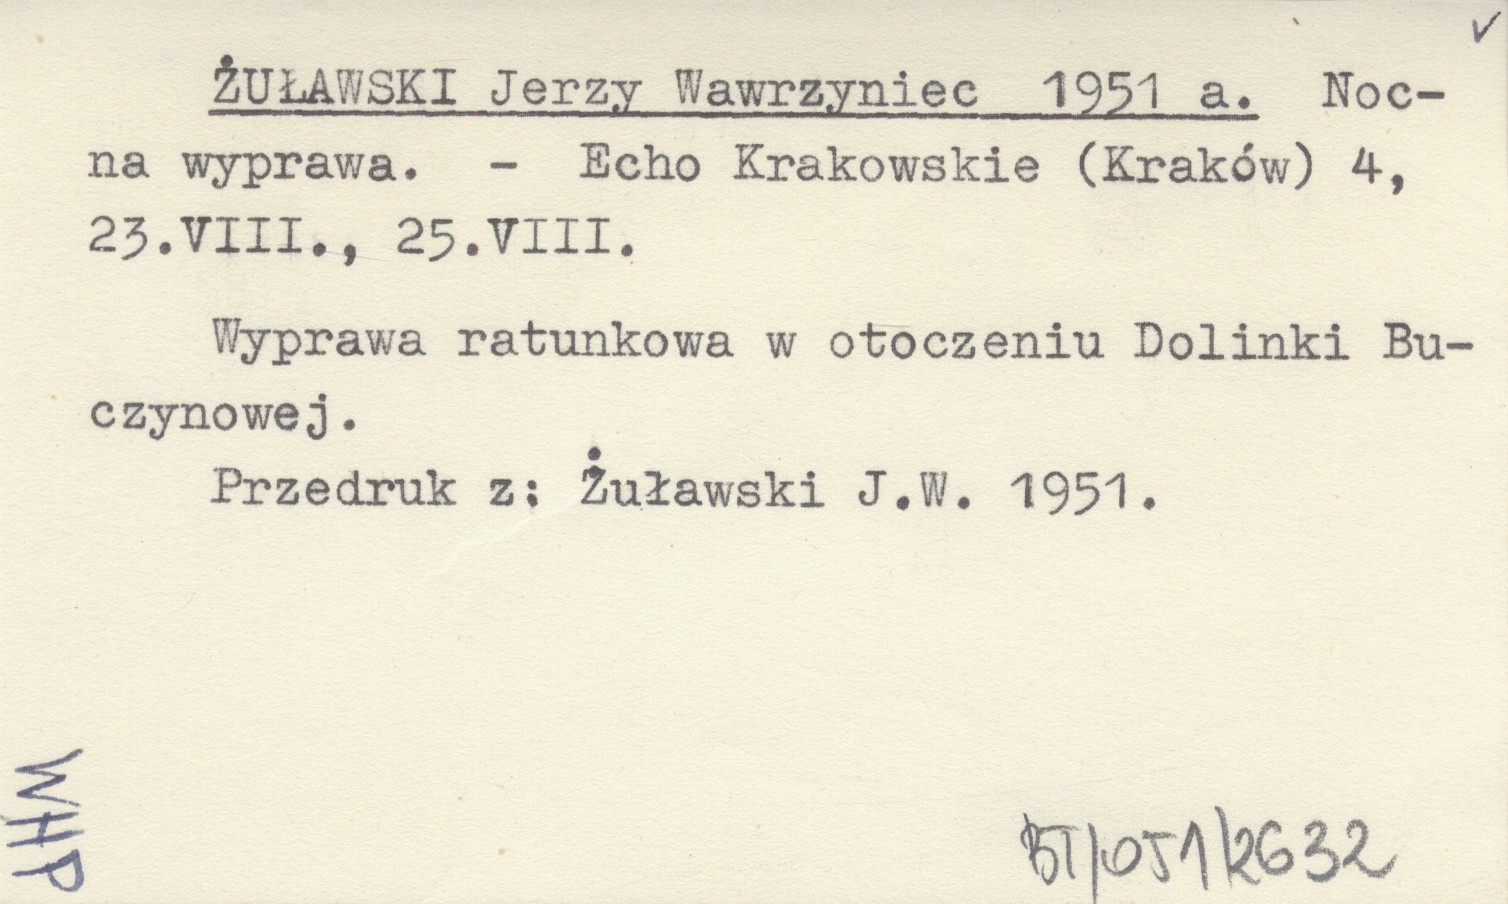 ŻUŁAWSKI Jerzy Wawrzyniec 1951 a. Noc-
na wyprawa. - Echo Krakowskie (Kraków) 4,
23.VIII., 25.VIII.
Wyprawa ratunkowa w otoczeniu Dolinki Bu-
czynowej.
Przedruk z: Żuławski J.W. 1951.
WHP
BT/051/2632